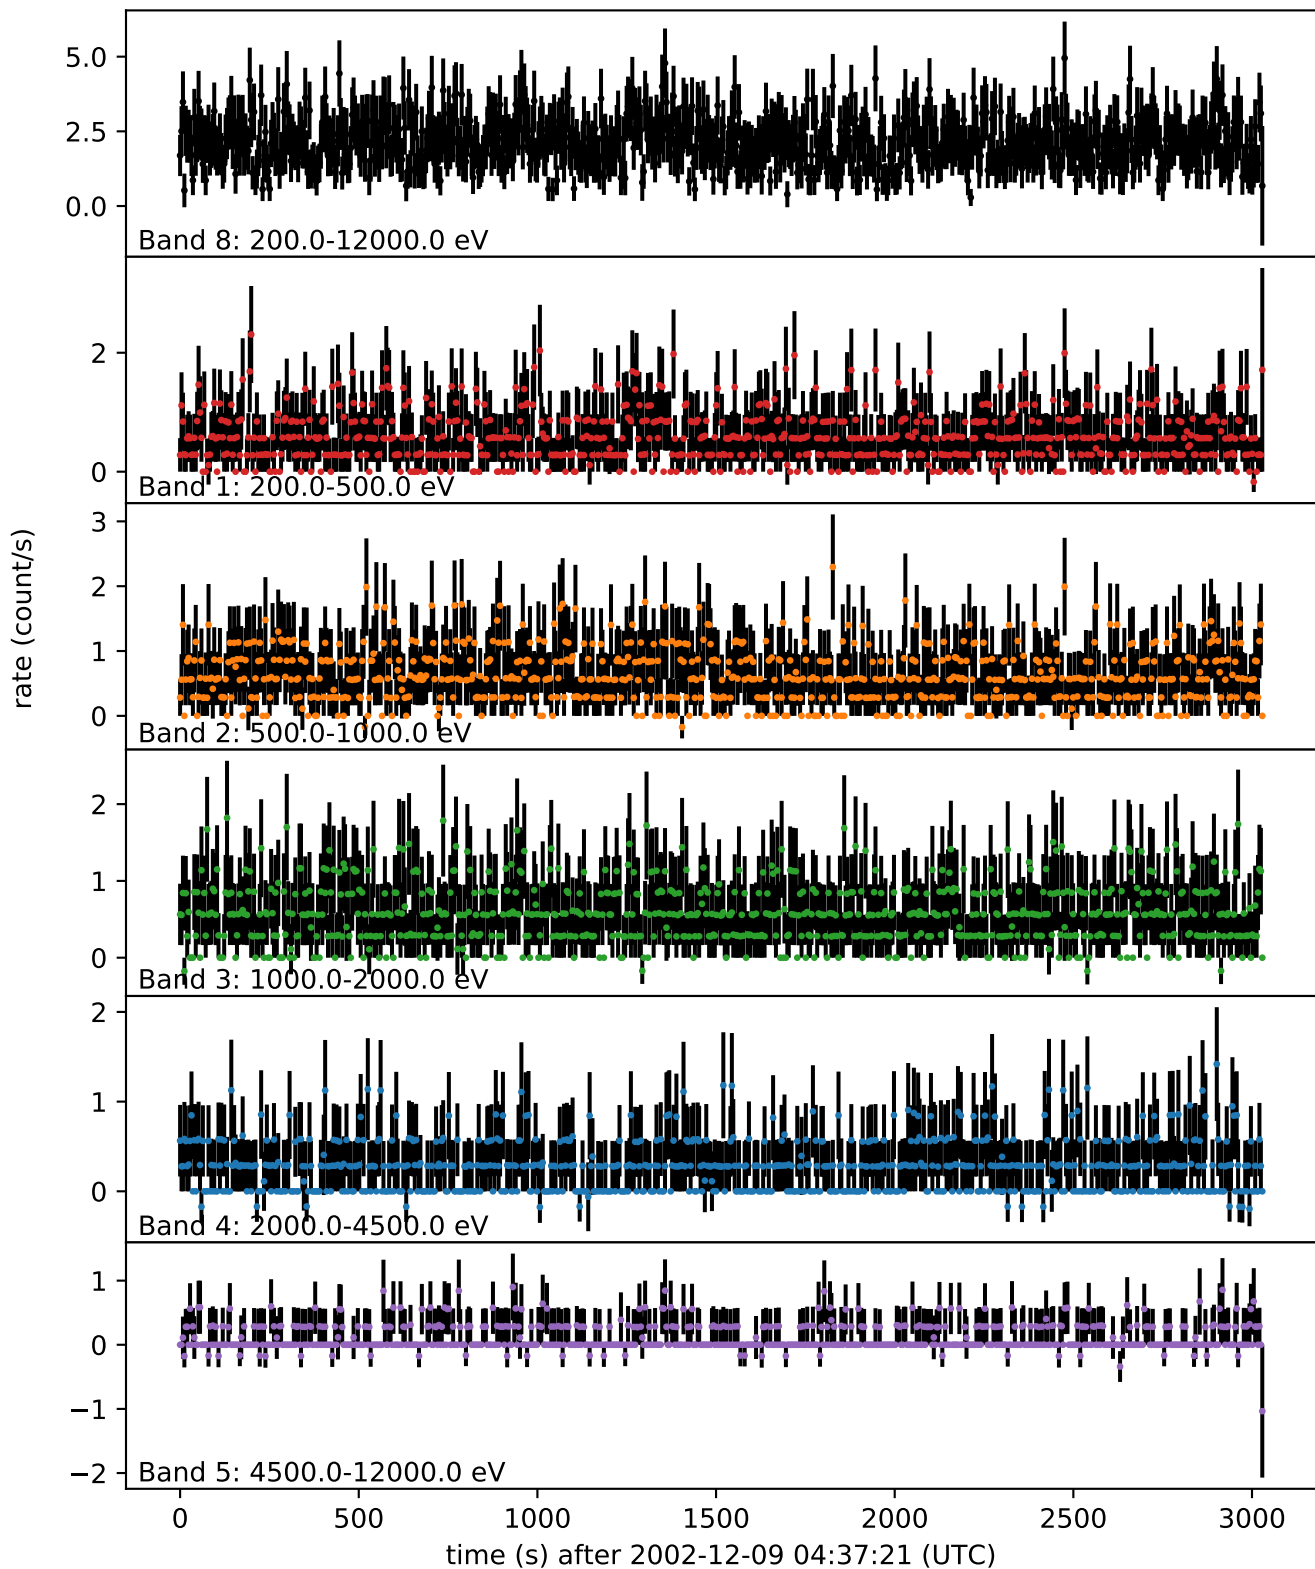 5.0
2.5
0.0
Band 8: 200.0-12000.0 eV
2
0
Band 1: 200.0-500.0 eV
3
2
1
0
Band 2: 500.0-1000.0 eV
rate (count/s)
2
1
0
Band 3: 1000.0-2000.0 eV
2
1
0
Band 4: 2000.0-4500.0 eV
1
0
−1
−2
Band 5: 4500.0-12000.0 eV
0 500 1000 1500 2000 2500 3000
time (s) after 2002-12-09 04:37:21 (UTC)